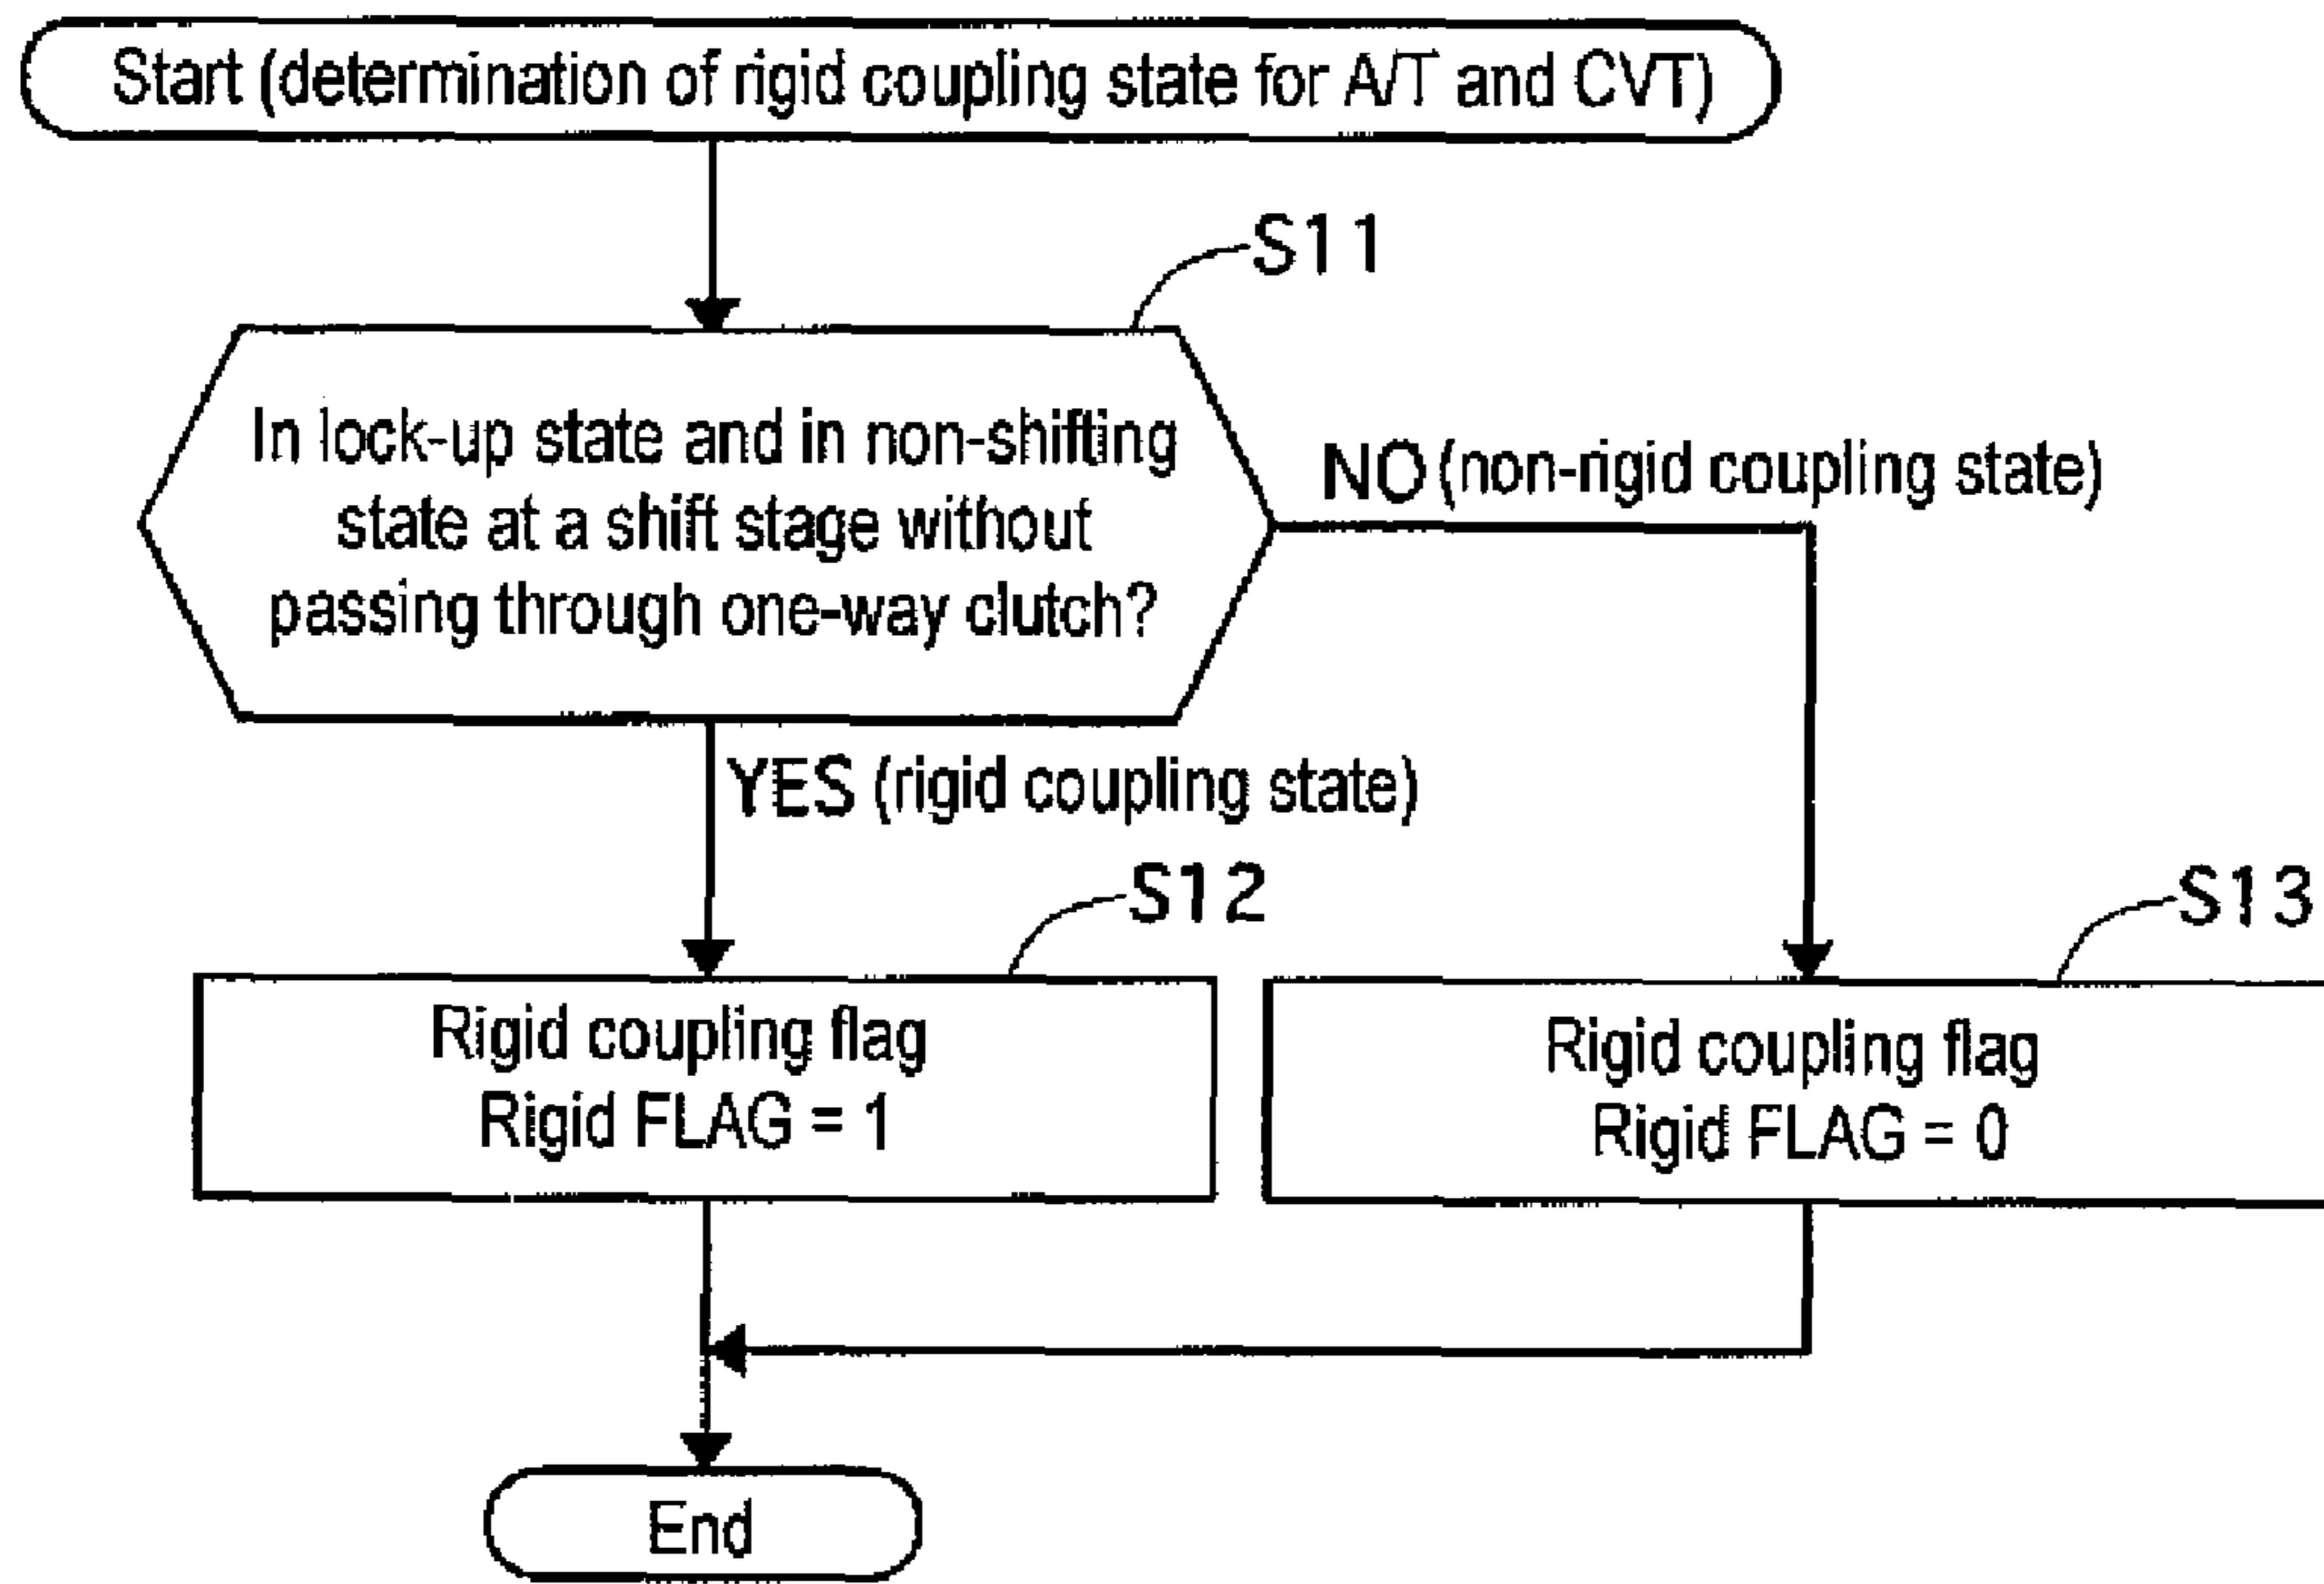 Start (determination of rigid coupling state for A/T and CVT)
S11
In lock-up state and in non-shifting
state at a shift stage without
passing through one-way clutch?
NO (non-rigid coupling state)
YES (rigid coupling state)
S12
S13
Rigid coupling flag
Rigid FLAG = 1
Rigid coupling flag
Rigid FLAG = 0
End